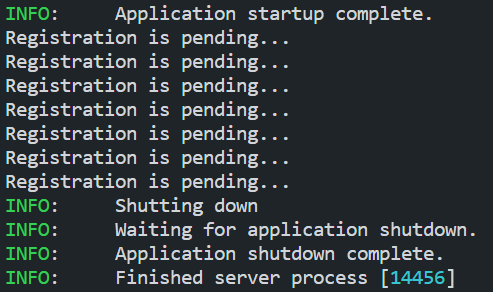 INFO:     Application startup complete.
Registration is pending...
Registration is pending...
Registration is pending...
Registration is pending...
Registration is pending...
Registration is pending...
Registration is pending...
INFO:     Shutting down
INFO:     Waiting for application shutdown.
INFO:     Application shutdown complete.
INFO:     Finished server process [14456]